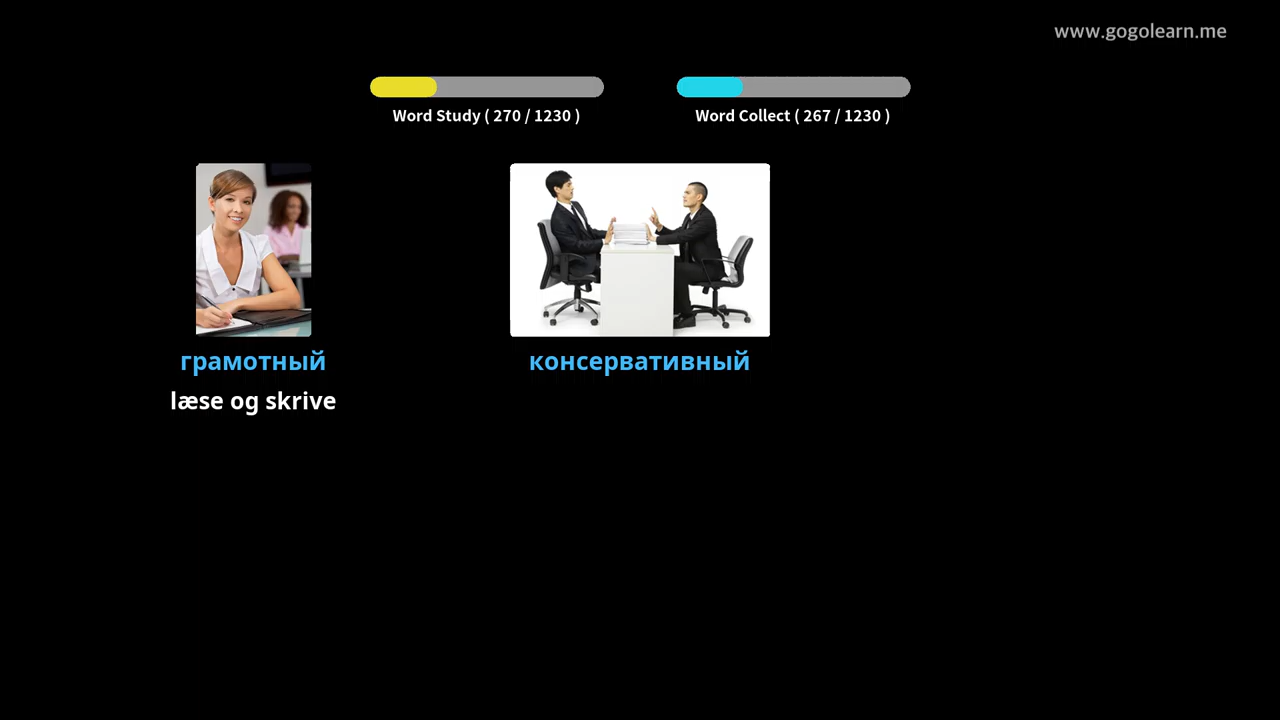 www.gogolearn.me
Word Study ( 270 / 1230 )
Word Collect ( 267 / 1230 )
грамотный
консервативный
læse og skrive